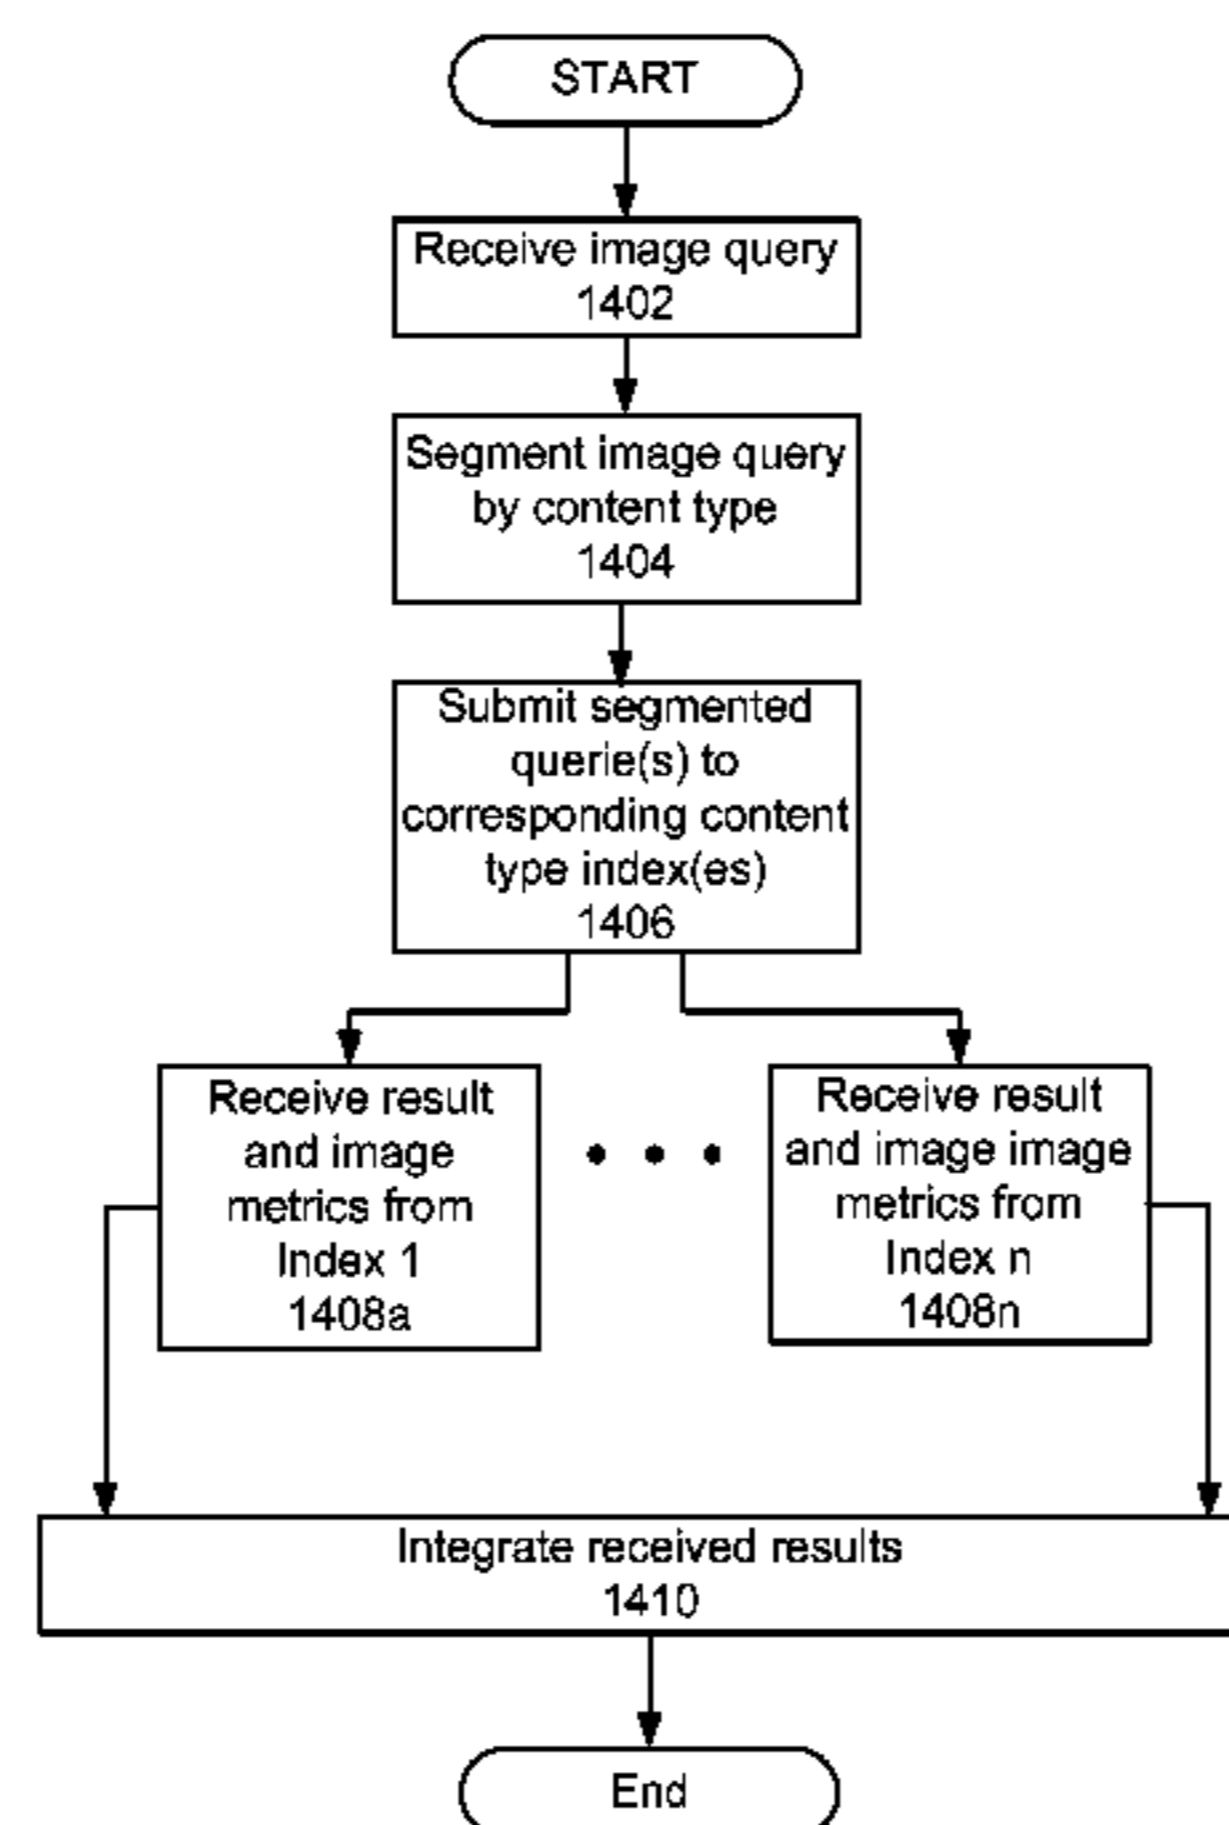 START
Receive image query
1402
Segment image query
by content type
1404
Submit segmented
querie(s) to
corresponding content
type index(es)
1406
Receive result
and image
metrics from
Index 1
1408a
Receive result
and image image
metrics from
Index n
1408n
Integrate received results
1410
End